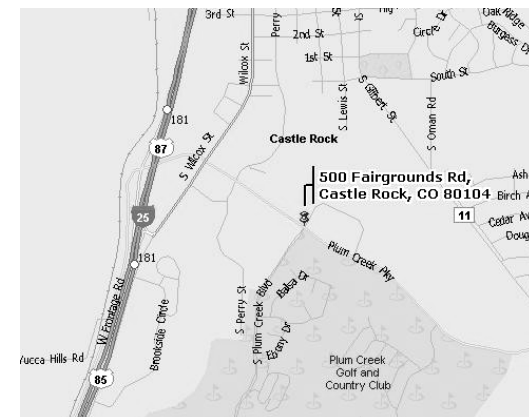 3rd St
Perry
Oak Ridge
Circle Dr
Burgess Dr
2nd St
1st St
Wilcox St
South St
S Gilbert St
S Lewis St
S Oman Rd
181
87
S Wilcox St
Castle Rock
500 Fairgrounds Rd,
Castle Rock, CO 80104
Ash
Birch A
11
Cedar Av
Doug
25
181
Plum Creek Pky
W Frontage Rd
Brookside Circle
S Perry St
S Plum Creek Blvd
Balsa Dr
Ebony Dr
Yucca Hills Rd
85
Plum Creek
Golf and
Country Club